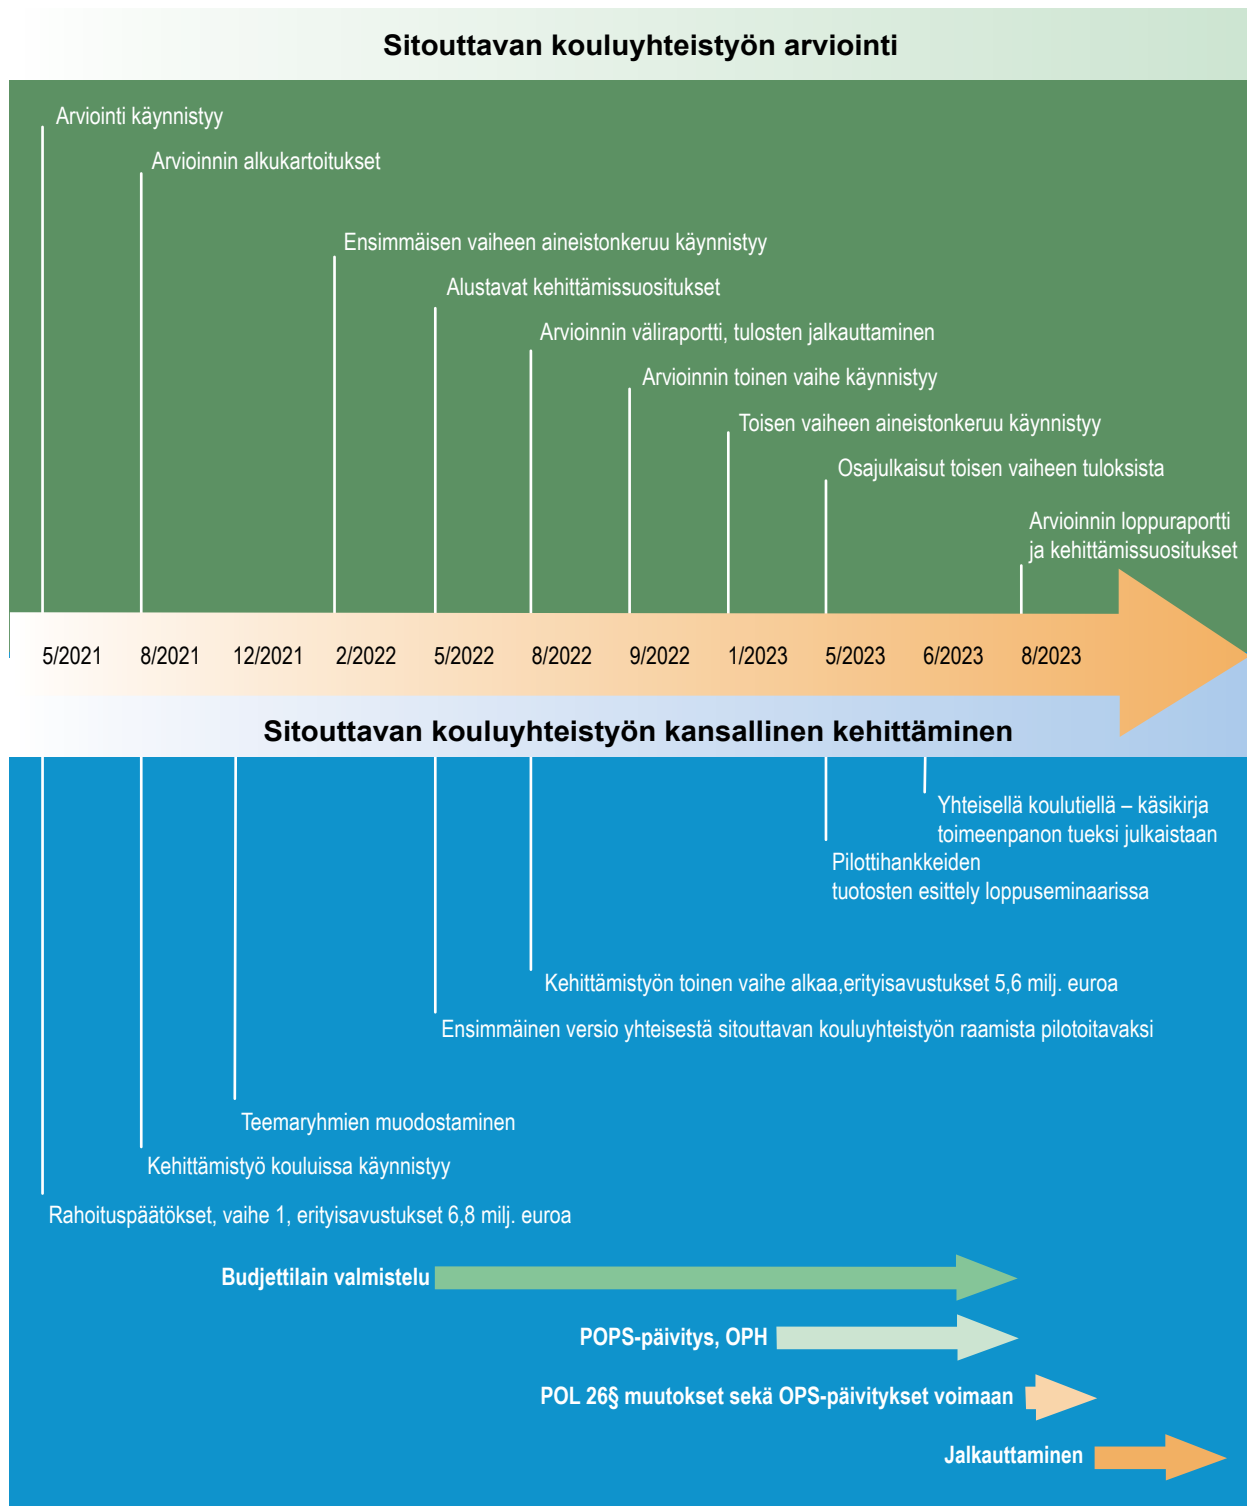 Sitouttavan kouluyhteistyön arviointi
Arviointi käynnistyy
Arvioinnin alkukartoitukset
Ensimmäisen vaiheen aineistonkeruu käynnistyy
Alustavat kehittämissuositukset
Arvioinnin väliraportti, tulosten jalkauttaminen
Arvioinnin toinen vaihe käynnistyy
Toisen vaiheen aineistonkeruu käynnistyy
Osajulkaisut toisen vaiheen tuloksista
Arvioinnin loppuraportti
ja kehittämissuositukset
5/2021 8/2021 12/2021 2/2022 5/2022 8/2022 9/2022 1/2023 5/2023 6/2023 8/2023
Sitouttavan kouluyhteistyön kansallinen kehittäminen
Yhteisellä koulutiellä – käsikirja
toimeenpanon tueksi julkaistaan
Pilottihankkeiden
tuotosten esittely loppuseminaarissa
Kehittämistyön toinen vaihe alkaa,erityisavustukset 5,6 milj. euroa
Ensimmäinen versio yhteisestä sitouttavan kouluyhteistyön raamista pilotoitavaksi
Teemaryhmien muodostaminen
Kehittämistyö kouluissa käynnistyy
Rahoituspäätökset, vaihe 1, erityisavustukset 6,8 milj. euroa
Budjettilain valmistelu
POPS-päivitys, OPH
POL 26§ muutokset sekä OPS-päivitykset voimaan
Jalkauttaminen